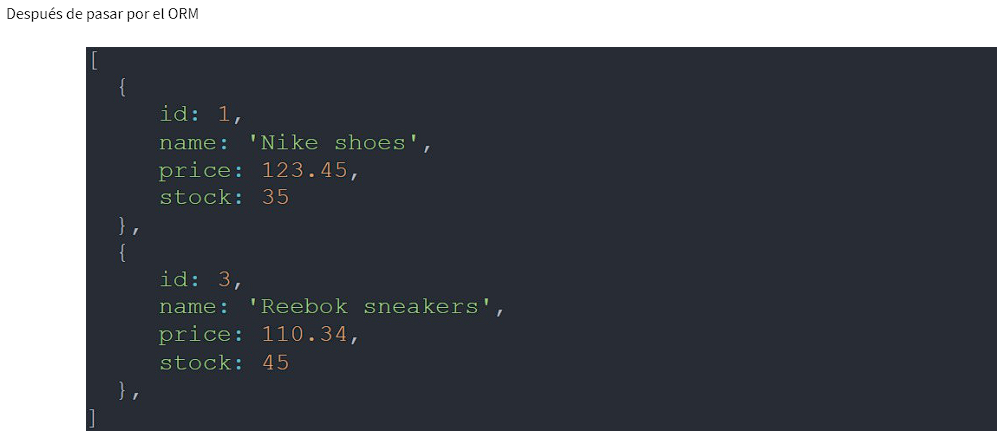 Después de pasar por el ORM
[
{
id: 1,
name: 'Nike shoes',
price: 123.45,
stock: 35
},
{
id: 3,
name: 'Reebok sneakers',
price: 110.34,
stock: 45
},
]